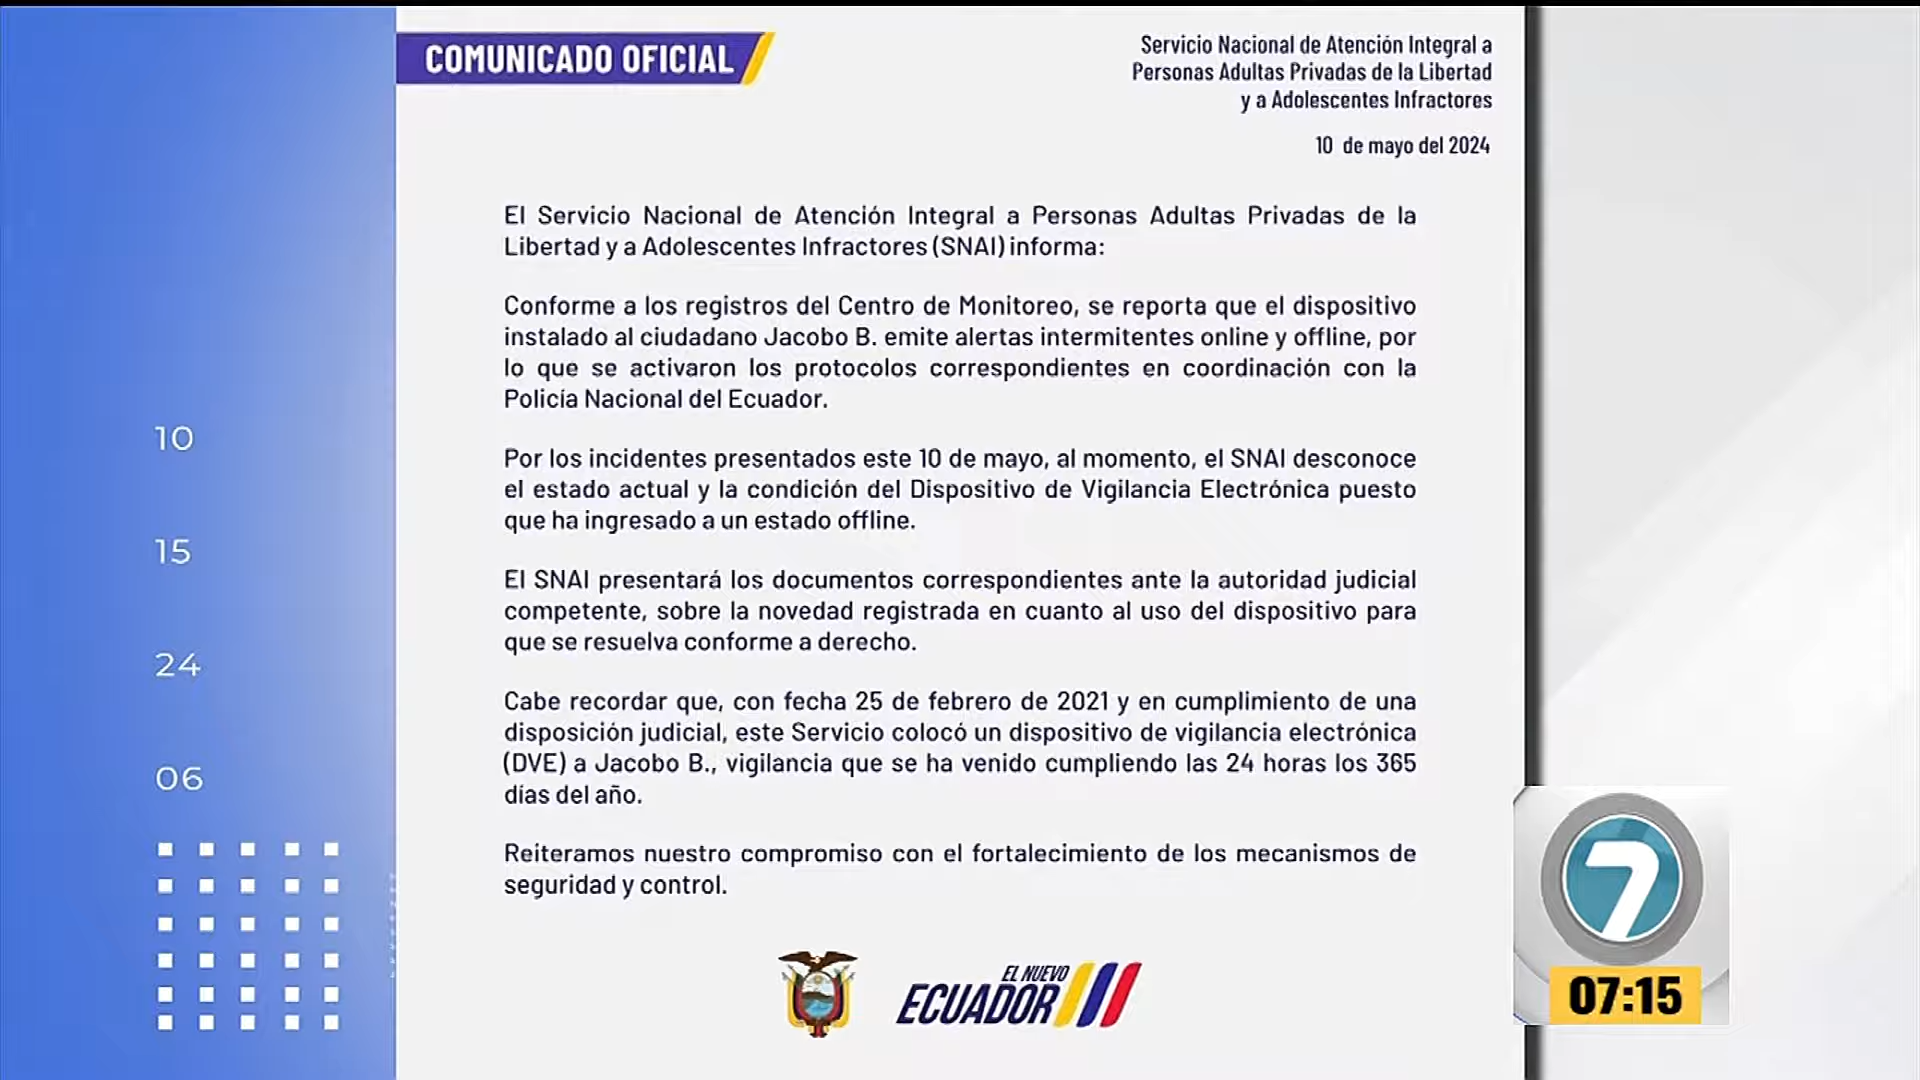 COMUNICADO OFICIAL
Servicio Nacional de Atención Integral a
Personas Adultas Privadas de la Libertad
y a Adolescentes Infractores
10 de mayo del 2024
El Servicio Nacional de Atención Integral a Personas Adultas Privadas de la
Libertad y a Adolescentes Infractores (SNAI) informa:
Conforme a los registros del Centro de Monitoreo, se reporta que el dispositivo
instalado al ciudadano Jacobo B. emite alertas intermitentes online y offline, por
lo que se activaron los protocolos correspondientes en coordinación con la
Policía Nacional del Ecuador.
Por los incidentes presentados este 10 de mayo, al momento, el SNAI desconoce
el estado actual y la condición del Dispositivo de Vigilancia Electrónica puesto
que ha ingresado a un estado offline.
El SNAI presentará los documentos correspondientes ante la autoridad judicial
competente, sobre la novedad registrada en cuanto al uso del dispositivo para
que se resuelva conforme a derecho.
Cabe recordar que, con fecha 25 de febrero de 2021 y en cumplimiento de una
disposición judicial, este Servicio colocó un dispositivo de vigilancia electrónica
(DVE) a Jacobo B., vigilancia que se ha venido cumpliendo las 24 horas los 365
días del año.
Reiteramos nuestro compromiso con el fortalecimiento de los mecanismos de
seguridad y control.
EL NUEVO
ECUADOR
10
15
24
06
7
07:15